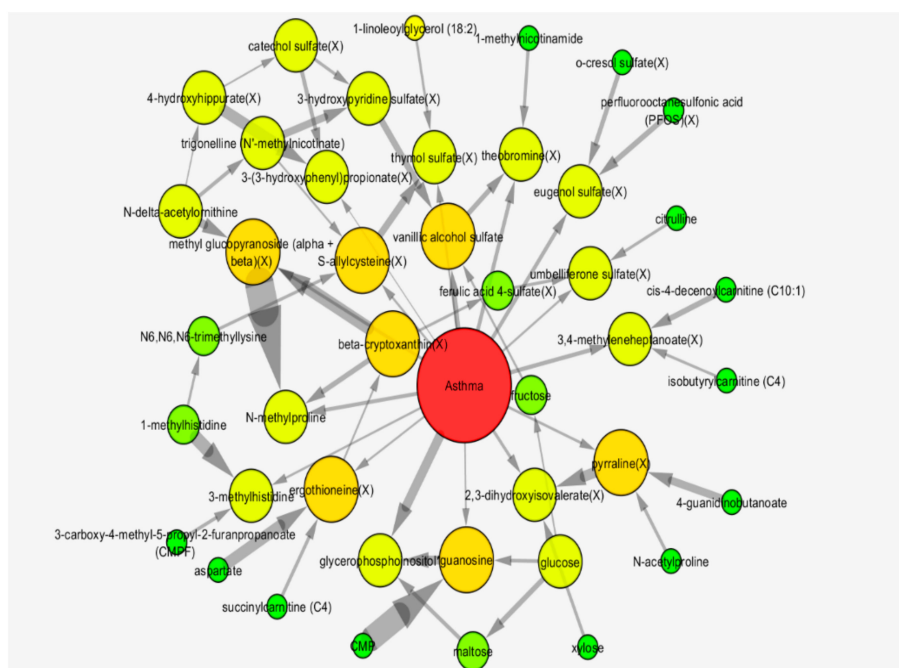 1-linoleoylglycerol (18:2)
1-methylnicotinamide
catechol sulfate(X)
o-cresol sulfate(X)
4-hydroxyhippurate(X)
3-hydroxypyridine sulfate(X)
perfluorooctanesulfonic acid
(PFOS)(X)
trigonelline (N'-methylnicotinate)
thymol sulfate(X)
theobromine(X)
3-(3-hydroxyphenyl)propionate(X)
eugenol sulfate(X)
N-delta-acetylornithine
citrulline
methyl glucopyranoside (alpha +
beta)(X)
vanillic alcohol sulfate
S-allylcysteine(X)
umbelliferone sulfate(X)
ferulic acid 4-sulfate(X)
cis-4-decenoylcarnitine (C10:1)
N6,N6,N6-trimethyllysine
beta-cryptoxanthin(X)
3,4-methyleneheptanoate(X)
Asthma
isobutyrylcarnitine (C4)
fructose
N-methylproline
1-methylhistidine
pyrraline(X)
3-methylhistidine
ergothioneine(X)
2,3-dihydroxyisovalerate(X)
4-guanidinobutanoate
3-carboxy-4-methyl-5-propyl-2-furanpropanoate
(CMPF)
aspartate
glycerophosphoinositol*
guanosine
glucose
N-acetylproline
succinylcarnitine (C4)
CMP
maltose
xylose